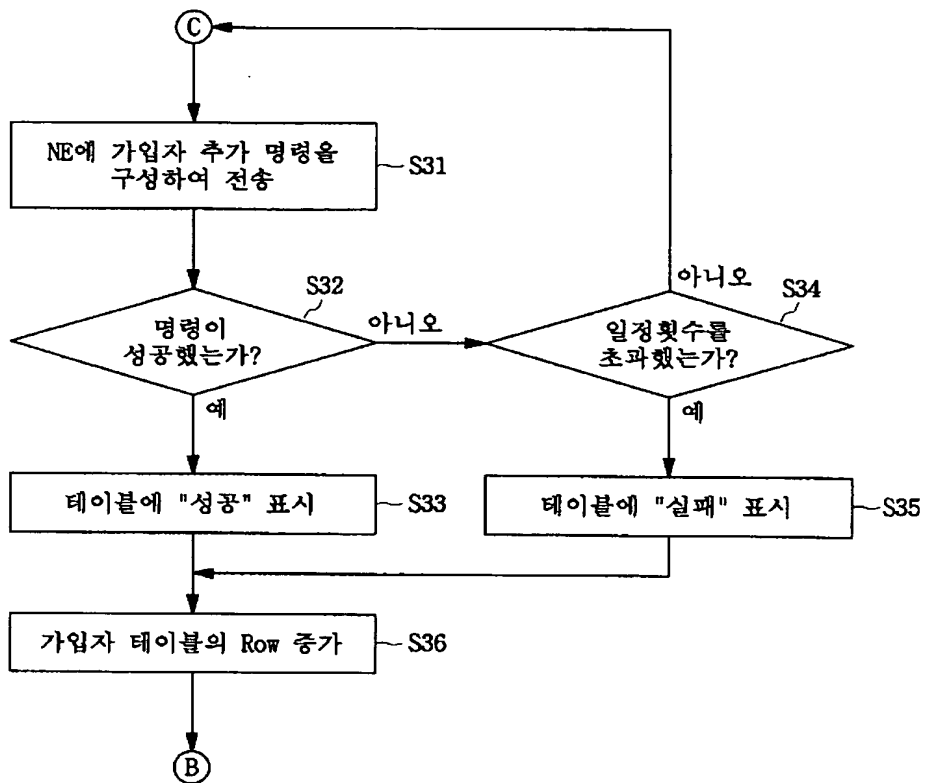 C
NE에 가입자 추가 명령을
구성하여 전송
S31
S32
명령이
성공했는가?
아니오
예
아니오
S34
일정횟수를
초과했는가?
예
테이블에 "성공" 표시
S33
테이블에 "실패" 표시
S35
가입자 테이블의 Row 증가
S36
B